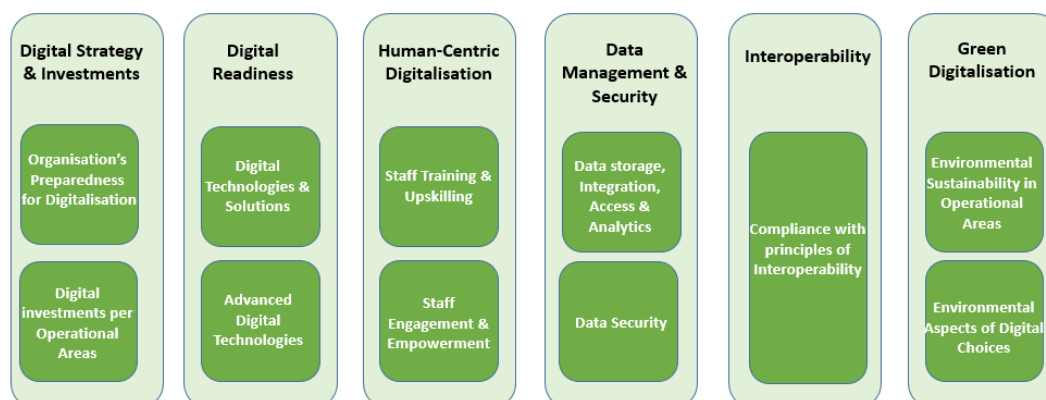 Digital Strategy
& Investments
Organisation's
Preparedness
for Digitalisation
Digital
investments per
Operational
Areas
Digital
Readiness
Digital
Technologies &
Solutions
Advanced
Digital
Technologies
Human-Centric
Digitalisation
Staff Training &
Upskilling
Staff
Engagement &
Empowerment
Data
Management &
Security
Data storage,
Integration,
Access &
Analytics
Data Security
Interoperability
Compliance with
principles of
Interoperability
Green
Digitalisation
Environmental
Sustainability in
Operational
Areas
Environmental
Aspects of Digital
Choices